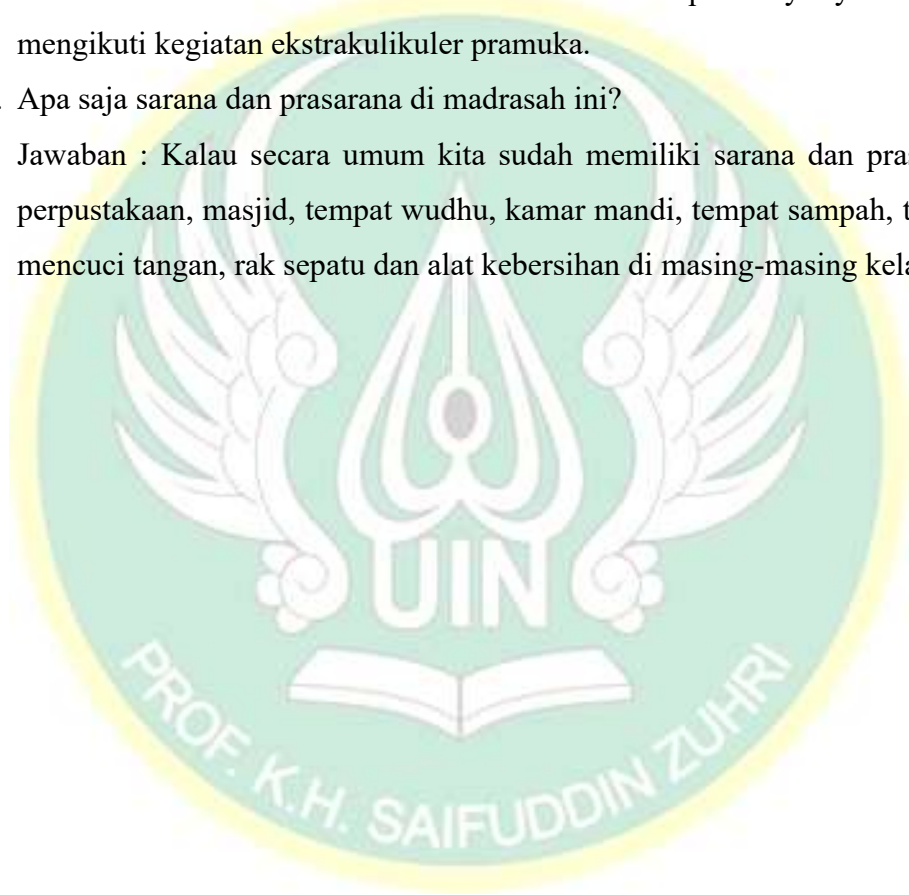 mengikuti kegiatan ekstrakulikuler pramuka.
Apa saja sarana dan prasarana di madrasah ini?
Jawaban : Kalau secara umum kita sudah memiliki sarana dan
perpustakaan, masjid, tempat wudhu, kamar mandi, tempat sampah,
mencuci tangan, rak sepatu dan alat kebersihan di masing-masing
UIN
PROF. K.H. SAIFUDDIN ZUHRI